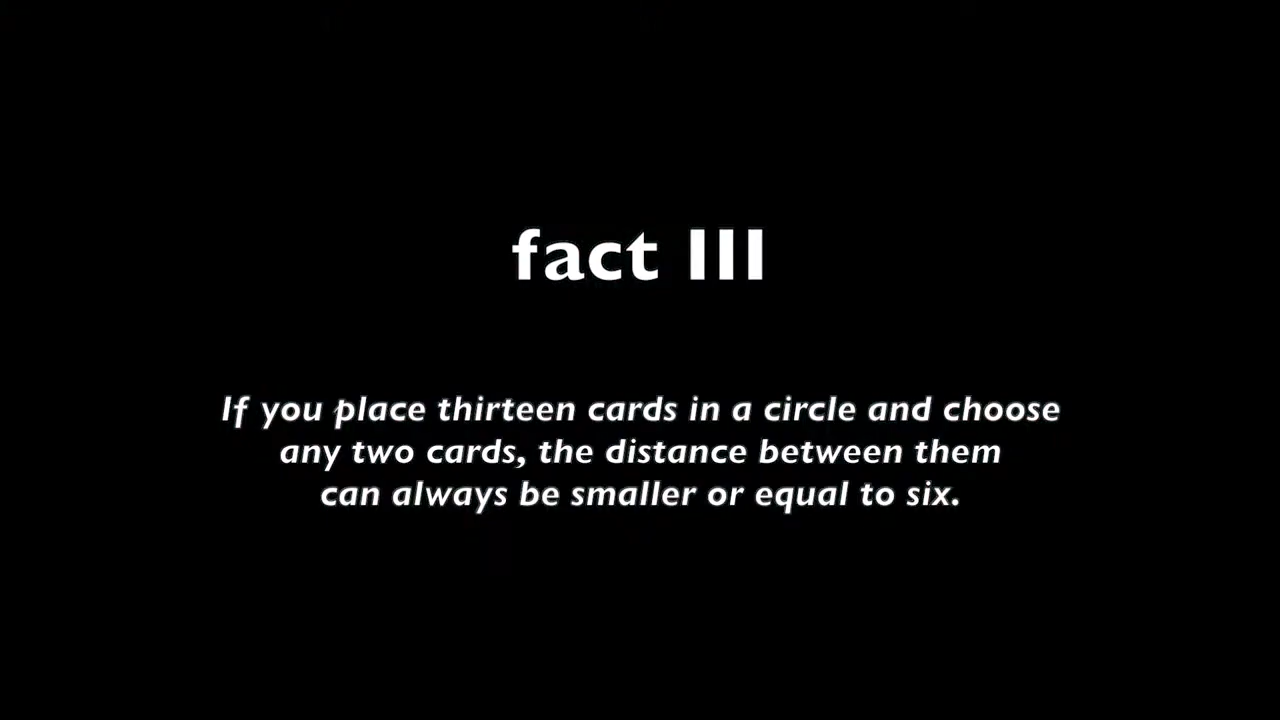 fact III
If you place thirteen cards in a circle and choose
any two cards, the distance between them
can always be smaller or equal to six.